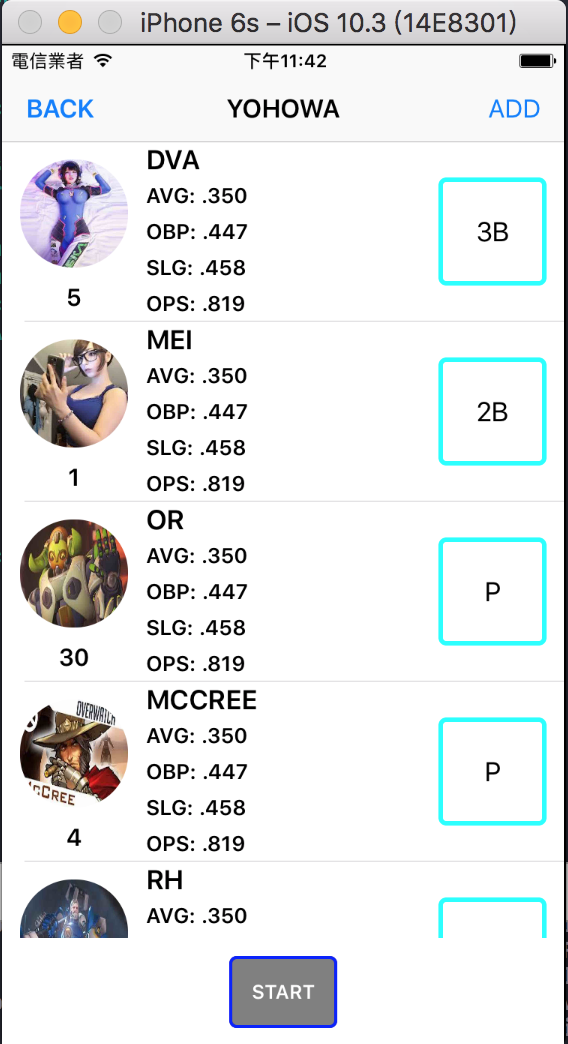 iPhone 6s – iOS 10.3 (14E8301)
電信業者 下午11:42
BACK YOHOWA ADD
DVA
AVG: .350
OBP: .447
SLG: .458
OPS: .819
5
3B
MEI
AVG: .350
OBP: .447
SLG: .458
OPS: .819
1
2B
OR
AVG: .350
OBP: .447
SLG: .458
OPS: .819
30
P
MCCREE
AVG: .350
OBP: .447
SLG: .458
OPS: .819
OVERWATCH
McCREE
4
P
RH
AVG: .350
START